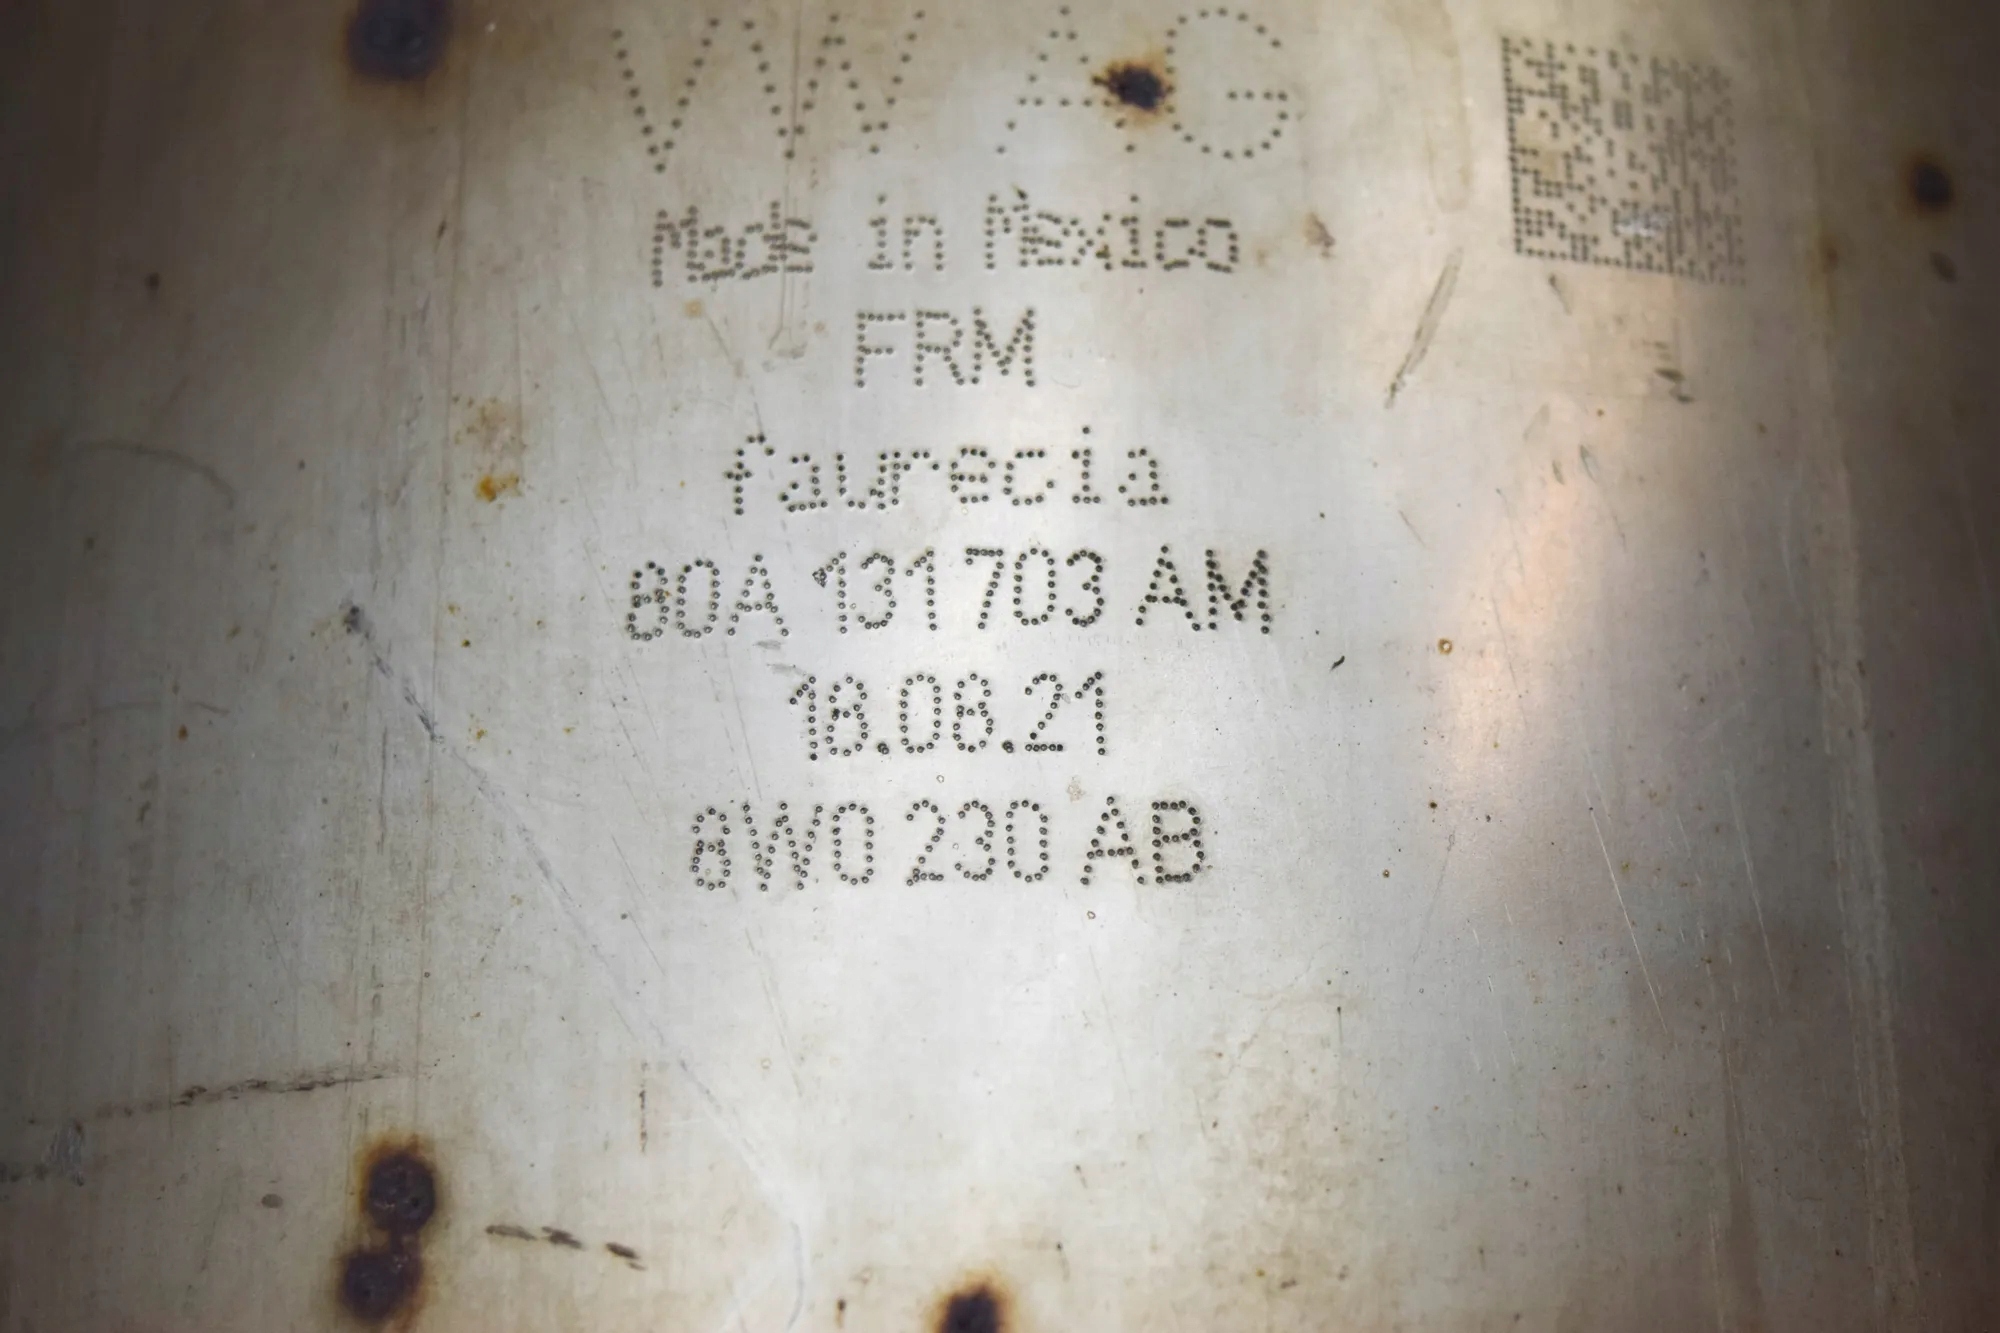 VW AG
Made in Mexico
FRM
faurecia
80A 131 703 AM
18.08.21
8W0 230 AB